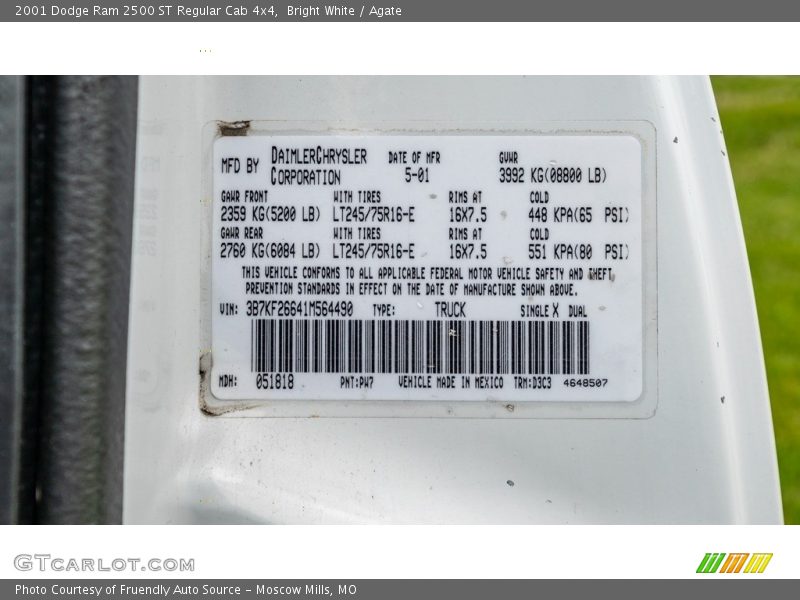 2001 Dodge Ram 2500 ST Regular Cab 4x4,  Bright White / Agate
MFD BY DAIMLERCHRYSLER CORPORATION DATE OF MFR 5-01 GVWR 3992 KG(08800 LB)
GAWR FRONT WITH TIRES RIMS AT COLD
2359 KG(5200 LB) LT245/75R16-E 16X7.5 448 KPA(65 PSI)
GAWR REAR WITH TIRES RIMS AT COLD
2760 KG(6084 LB) LT245/75R16-E 16X7.5 551 KPA(80 PSI)
THIS VEHICLE CONFORMS TO ALL APPLICABLE FEDERAL MOTOR VEHICLE SAFETY AND THEFT
PREVENTION STANDARDS IN EFFECT ON THE DATE OF MANUFACTURE SHOWN ABOVE.
VIN: 3B7KF26641M564490 TYPE: TRUCK SINGLE X DUAL
MDH: 051818 PNT:PW7 VEHICLE MADE IN MEXICO TRM:D3C3 4648507
GTCARLOT.COM
Photo Courtesy of Fruendly Auto Source - Moscow Mills, MO